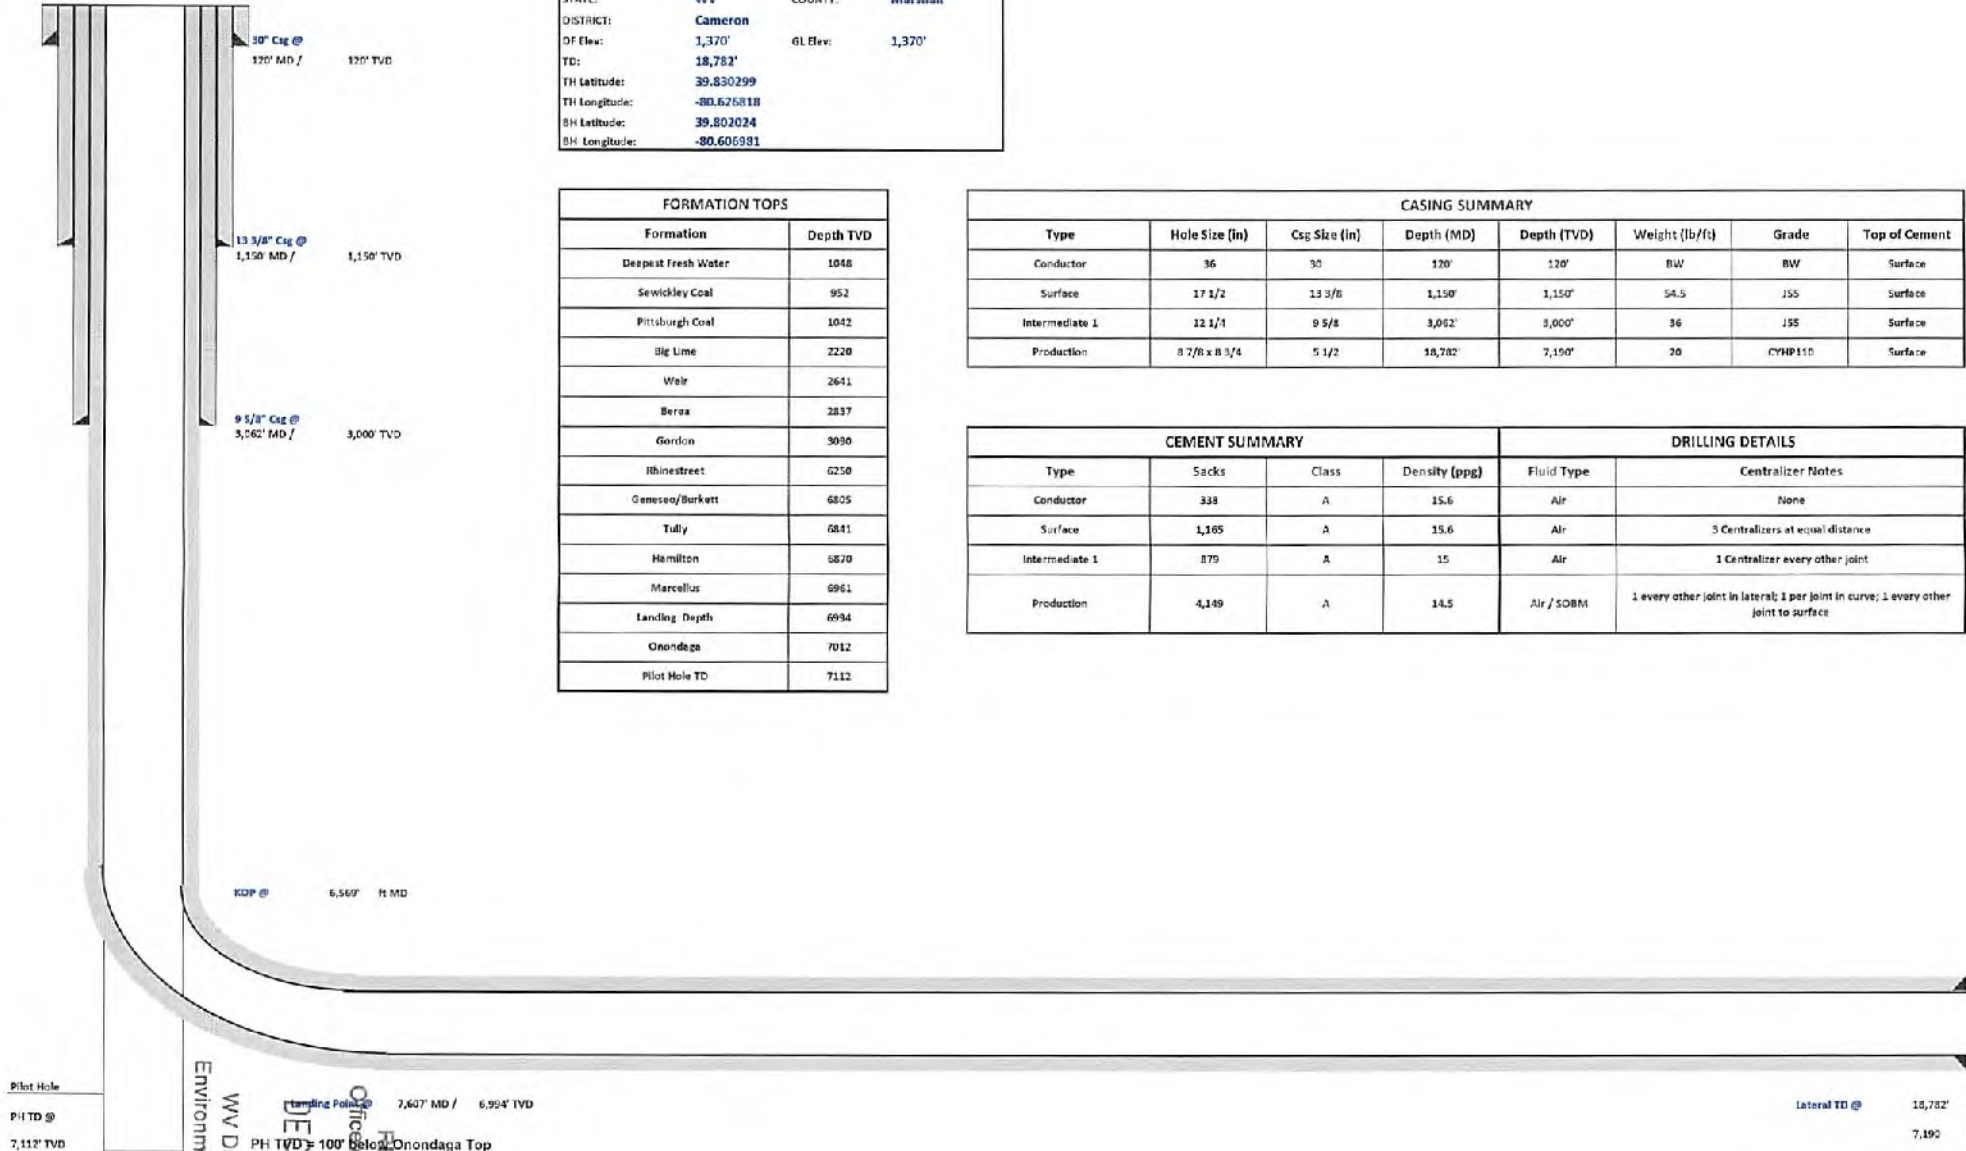 DISTRICT: Cameron
DF Elev: 1,370' GL Elev: 1,370'
TD: 18,782'
TH Latitude: 39.830299
TH Longitude: -80.626818
BH Latitude: 39.802024
BH Longitude: -80.606981
30" Csg @
120' MD / 120' TVD
13 3/8" Csg @
1,150' MD / 1,150' TVD
9 5/8" Csg @
3,062' MD / 3,000' TVD
FORMATION TOPS
Formation Depth TVD
Deepest Fresh Water 1048
Sewickley Coal 952
Pittsburgh Coal 1042
Big Lime 2220
Weir 2641
Berea 2837
Gordon 3090
Rhinestreet 6250
Geneseo/Burkett 6805
Tully 6841
Hamilton 6870
Marcellus 6961
Landing Depth 6994
Onondaga 7012
Pilot Hole TD 7112
CASING SUMMARY
Type Hole Size (in) Csg Size (in) Depth (MD) Depth (TVD) Weight (lb/ft) Grade Top of Cement
Conductor 36 30 120' 120' BW BW Surface
Surface 17 1/2 13 3/8 1,150' 1,150' 54.5 J55 Surface
Intermediate 1 12 1/4 9 5/8 3,062' 3,000' 36 J55 Surface
Production 8 7/8 x 8 3/4 5 1/2 18,782' 7,190' 20 CYHP110 Surface
CEMENT SUMMARY DRILLING DETAILS
Type Sacks Class Density (ppg) Fluid Type Centralizer Notes
Conductor 338 A 15.6 Air None
Surface 1,165 A 15.6 Air 3 Centralizers at equal distance
Intermediate 1 879 A 15 Air 1 Centralizer every other joint
Production 4,149 A 14.5 Air / SOBM 1 every other joint in lateral; 1 per joint in curve; 1 every other
joint to surface
KOP @ 6,569' ft MD
Pilot Hole
PH TD @
7,112' TVD
Landing Point @ 7,607' MD / 6,994' TVD
PH TVD = 100' below Onondaga Top
Office
WV D
Environm
Lateral TD @ 18,782'
7,190